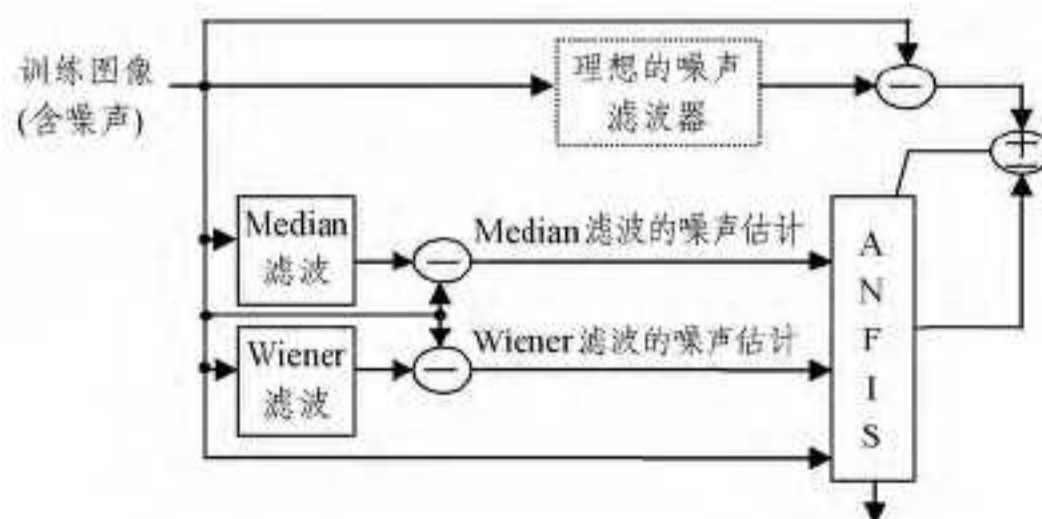 训练图像
(含噪声)
理想的噪声
滤波器
Median
滤波
Median滤波的噪声估计
Wiener
滤波
Wiener滤波的噪声估计
A
N
F
I
S